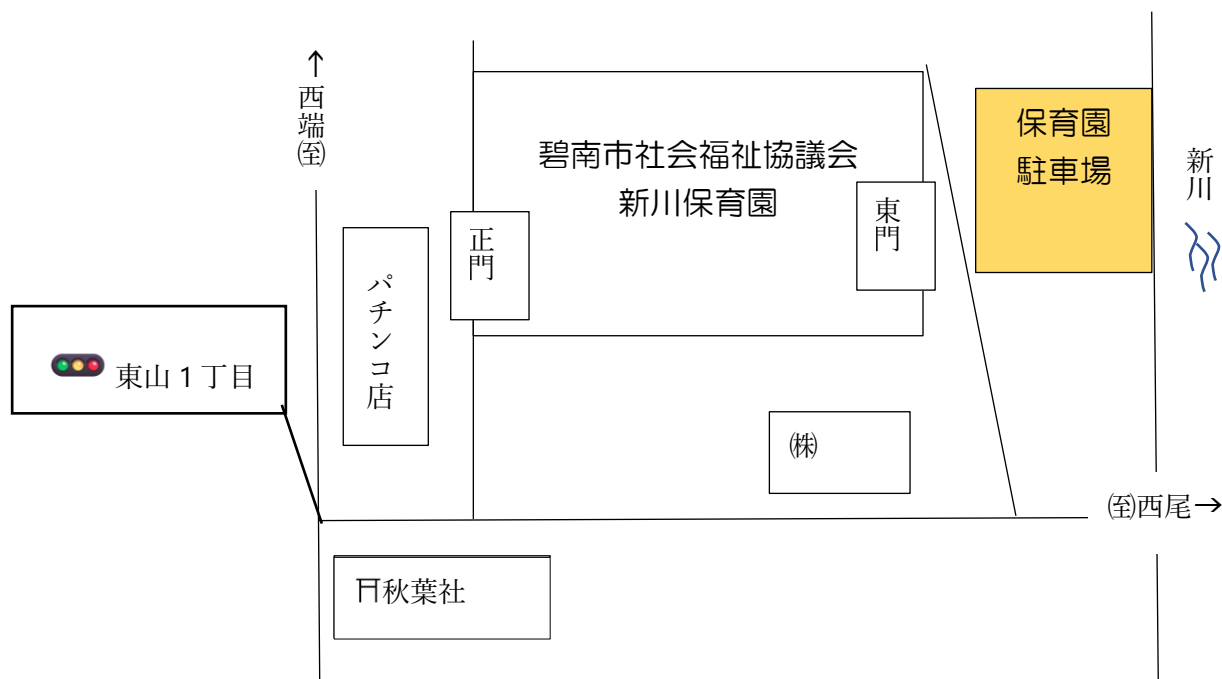 ↑
西端㊤
碧南市社会福祉協議会
新川保育園
保育園
駐車場
新川
正門
東門
パチンコ店
東山1丁目
㈱
(至)西尾→
⛩秋葉社